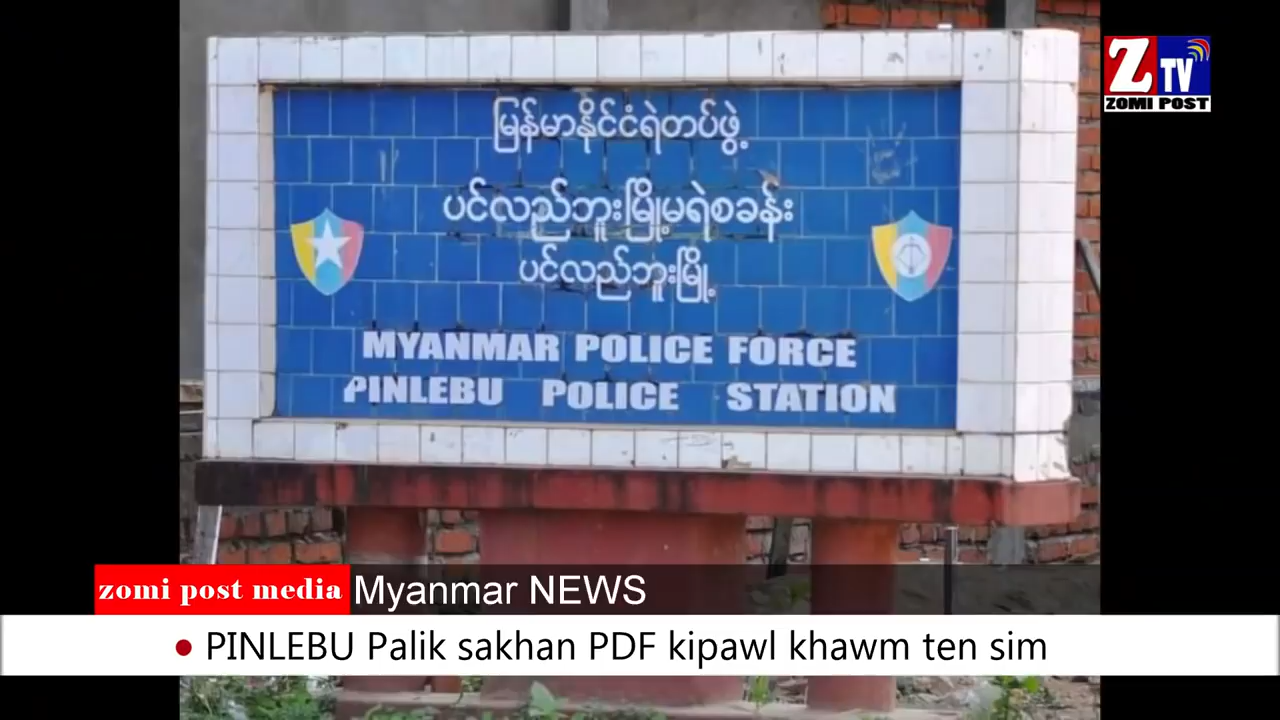 Z TV
ZOMI POST
မြန်မာနိုင်ငံရဲတပ်ဖွဲ့
ပင်လည်ဘူးမြို့မရဲစခန်း
ပင်လည်ဘူးမြို့
MYANMAR POLICE FORCE
PINLEBU POLICE STATION
zomi post media Myanmar NEWS
• PINLEBU Palik sakhan PDF kipawl khawm ten sim